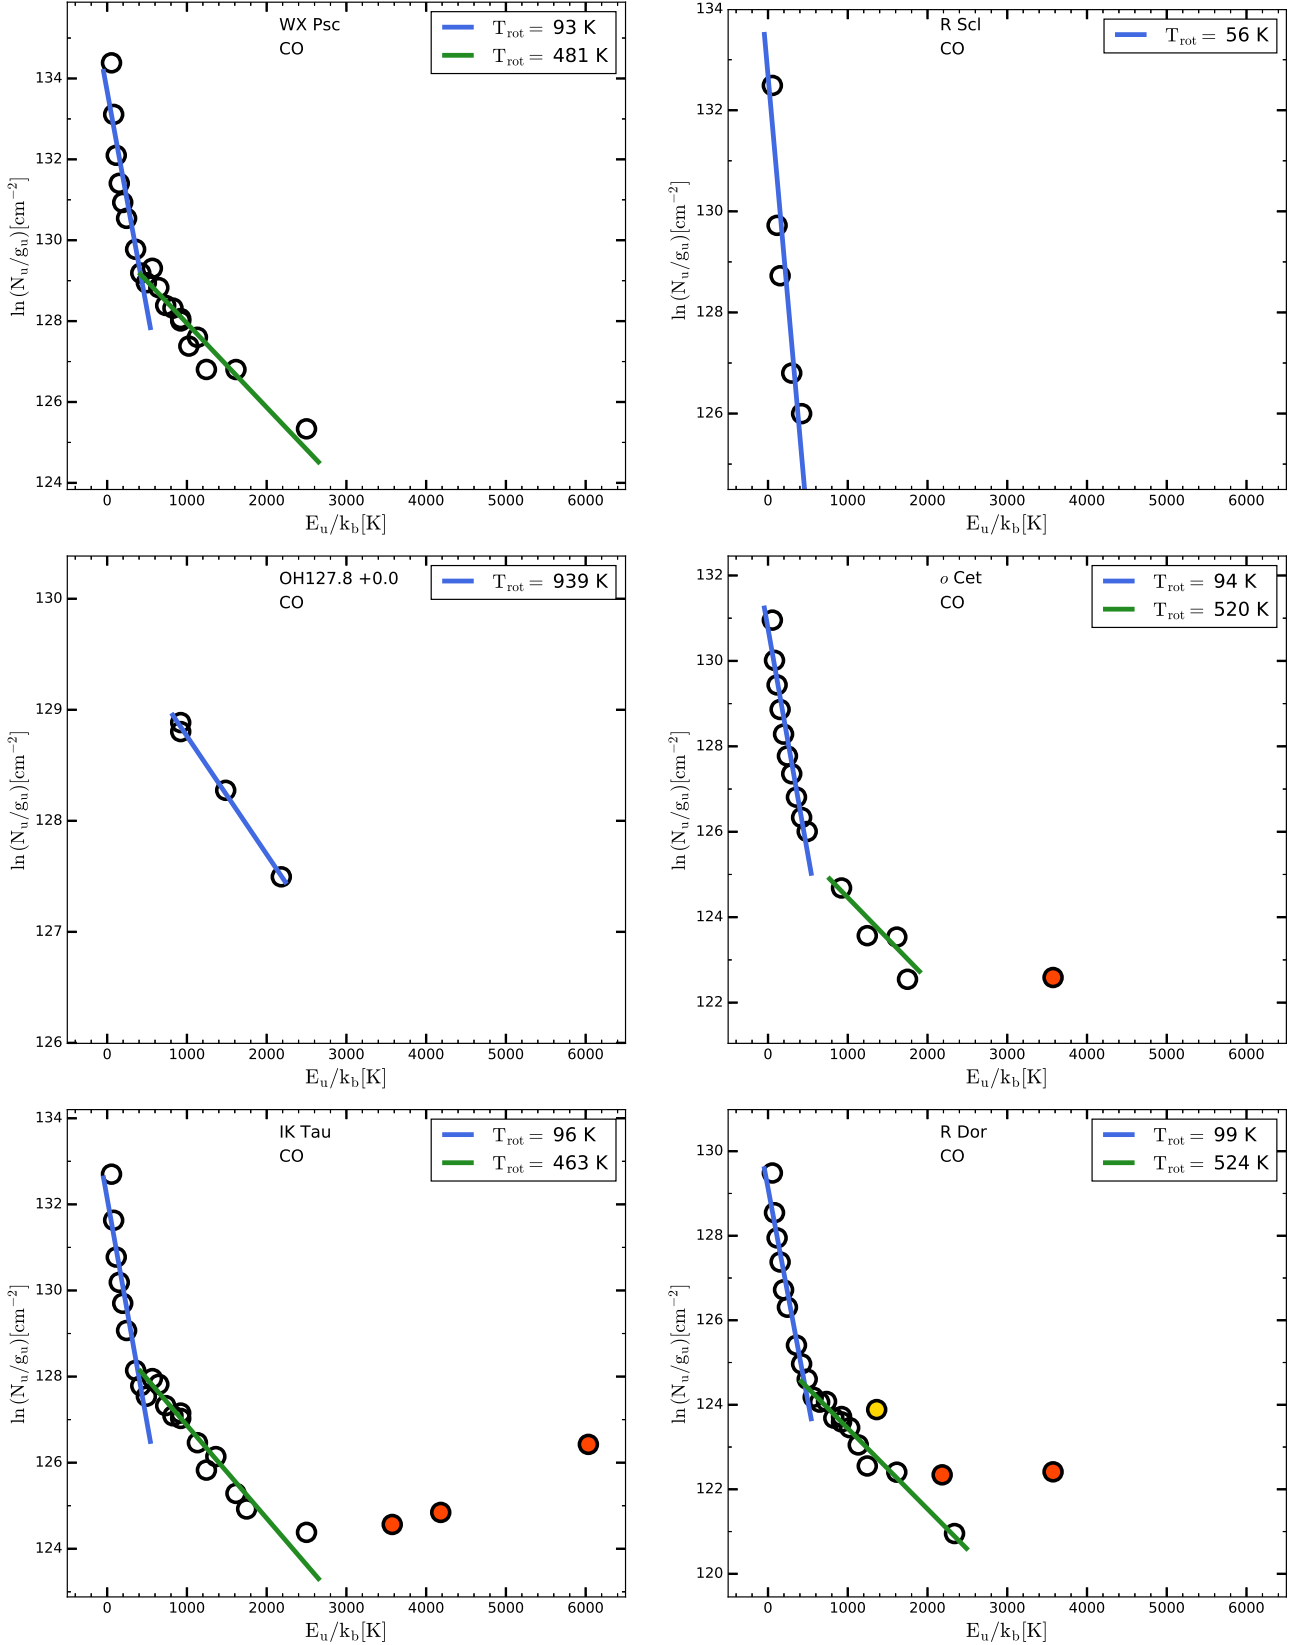 WX Psc
CO
T_rot = 93 K
T_rot = 481 K
134
132
130
128
126
124
ln (N_u/g_u)[cm^−2]
0 1000 2000 3000 4000 5000 6000
E_u/k_b[K]
R Scl
CO
T_rot = 56 K
134
132
130
128
126
ln (N_u/g_u)[cm^−2]
0 1000 2000 3000 4000 5000 6000
E_u/k_b[K]
OH127.8 +0.0
CO
T_rot = 939 K
130
129
128
127
126
ln (N_u/g_u)[cm^−2]
0 1000 2000 3000 4000 5000 6000
E_u/k_b[K]
o Cet
CO
T_rot = 94 K
T_rot = 520 K
132
130
128
126
124
122
ln (N_u/g_u)[cm^−2]
0 1000 2000 3000 4000 5000 6000
E_u/k_b[K]
IK Tau
CO
T_rot = 96 K
T_rot = 463 K
134
132
130
128
126
124
ln (N_u/g_u)[cm^−2]
0 1000 2000 3000 4000 5000 6000
E_u/k_b[K]
R Dor
CO
T_rot = 99 K
T_rot = 524 K
130
128
126
124
122
120
ln (N_u/g_u)[cm^−2]
0 1000 2000 3000 4000 5000 6000
E_u/k_b[K]